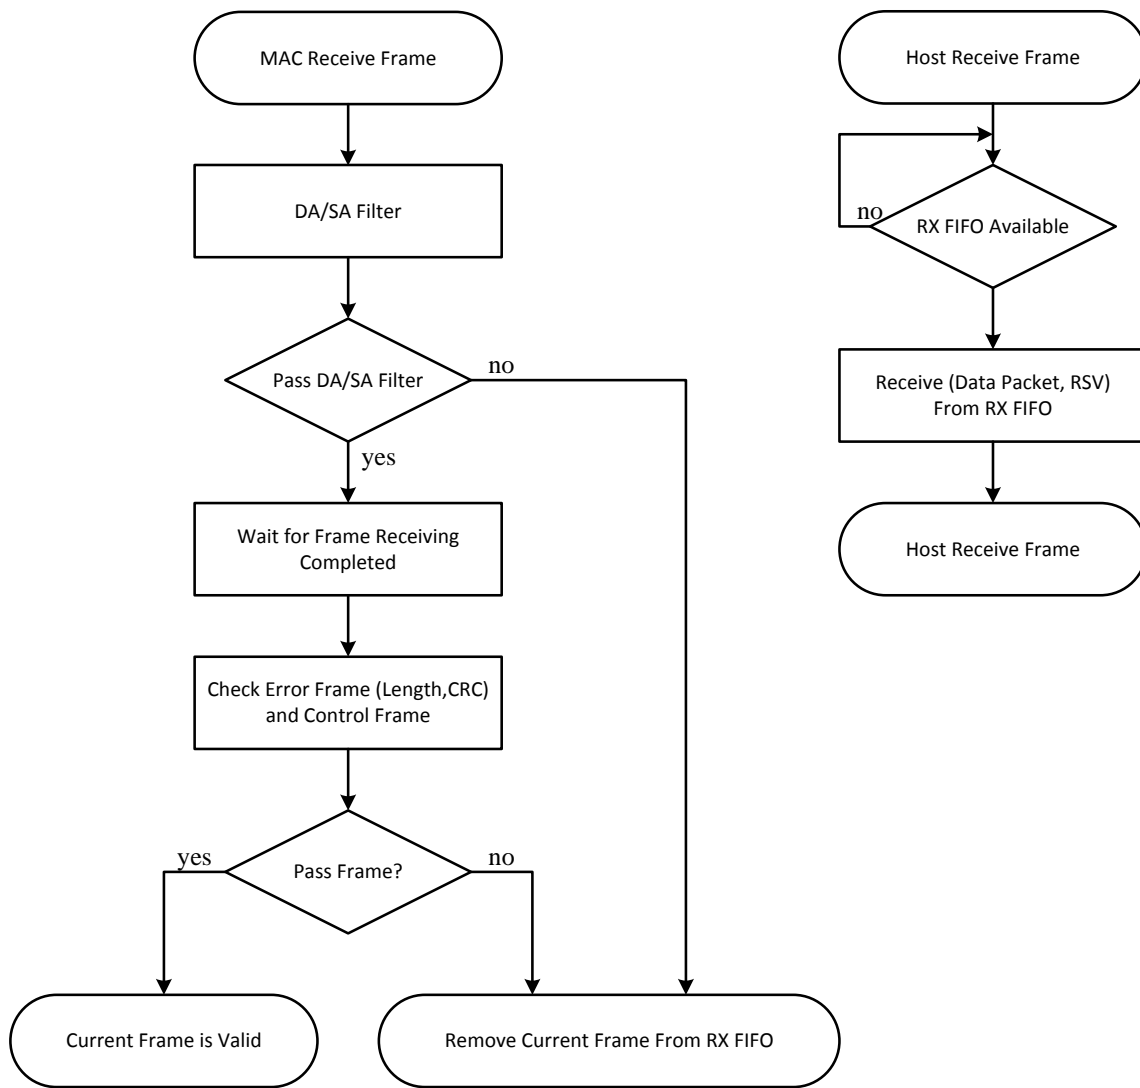 MAC Receive Frame
DA/SA Filter
Pass DA/SA Filter
no
yes
Wait for Frame Receiving
Completed
Check Error Frame (Length,CRC)
and Control Frame
Pass Frame?
yes
no
Current Frame is Valid
Remove Current Frame From RX FIFO
Host Receive Frame
RX FIFO Available
no
Receive (Data Packet, RSV)
From RX FIFO
Host Receive Frame